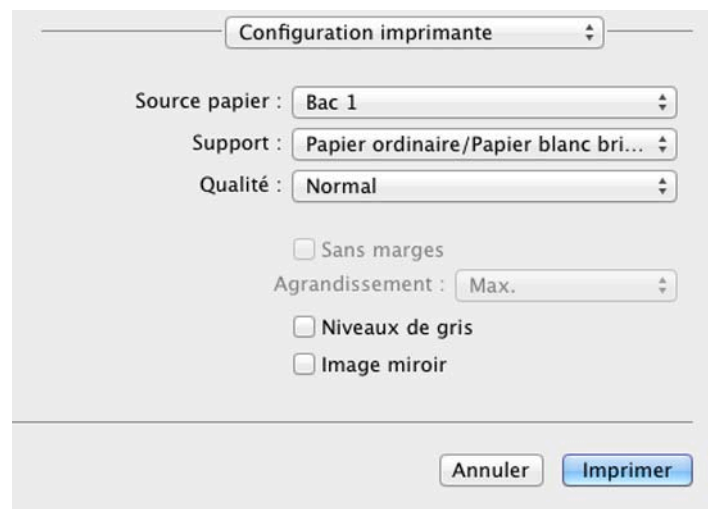 Configuration imprimante
Source papier : Bac 1
Support : Papier ordinaire/Papier blanc bri...
Qualité : Normal
Sans marges
Agrandissement : Max.
Niveaux de gris
Image miroir
Annuler Imprimer